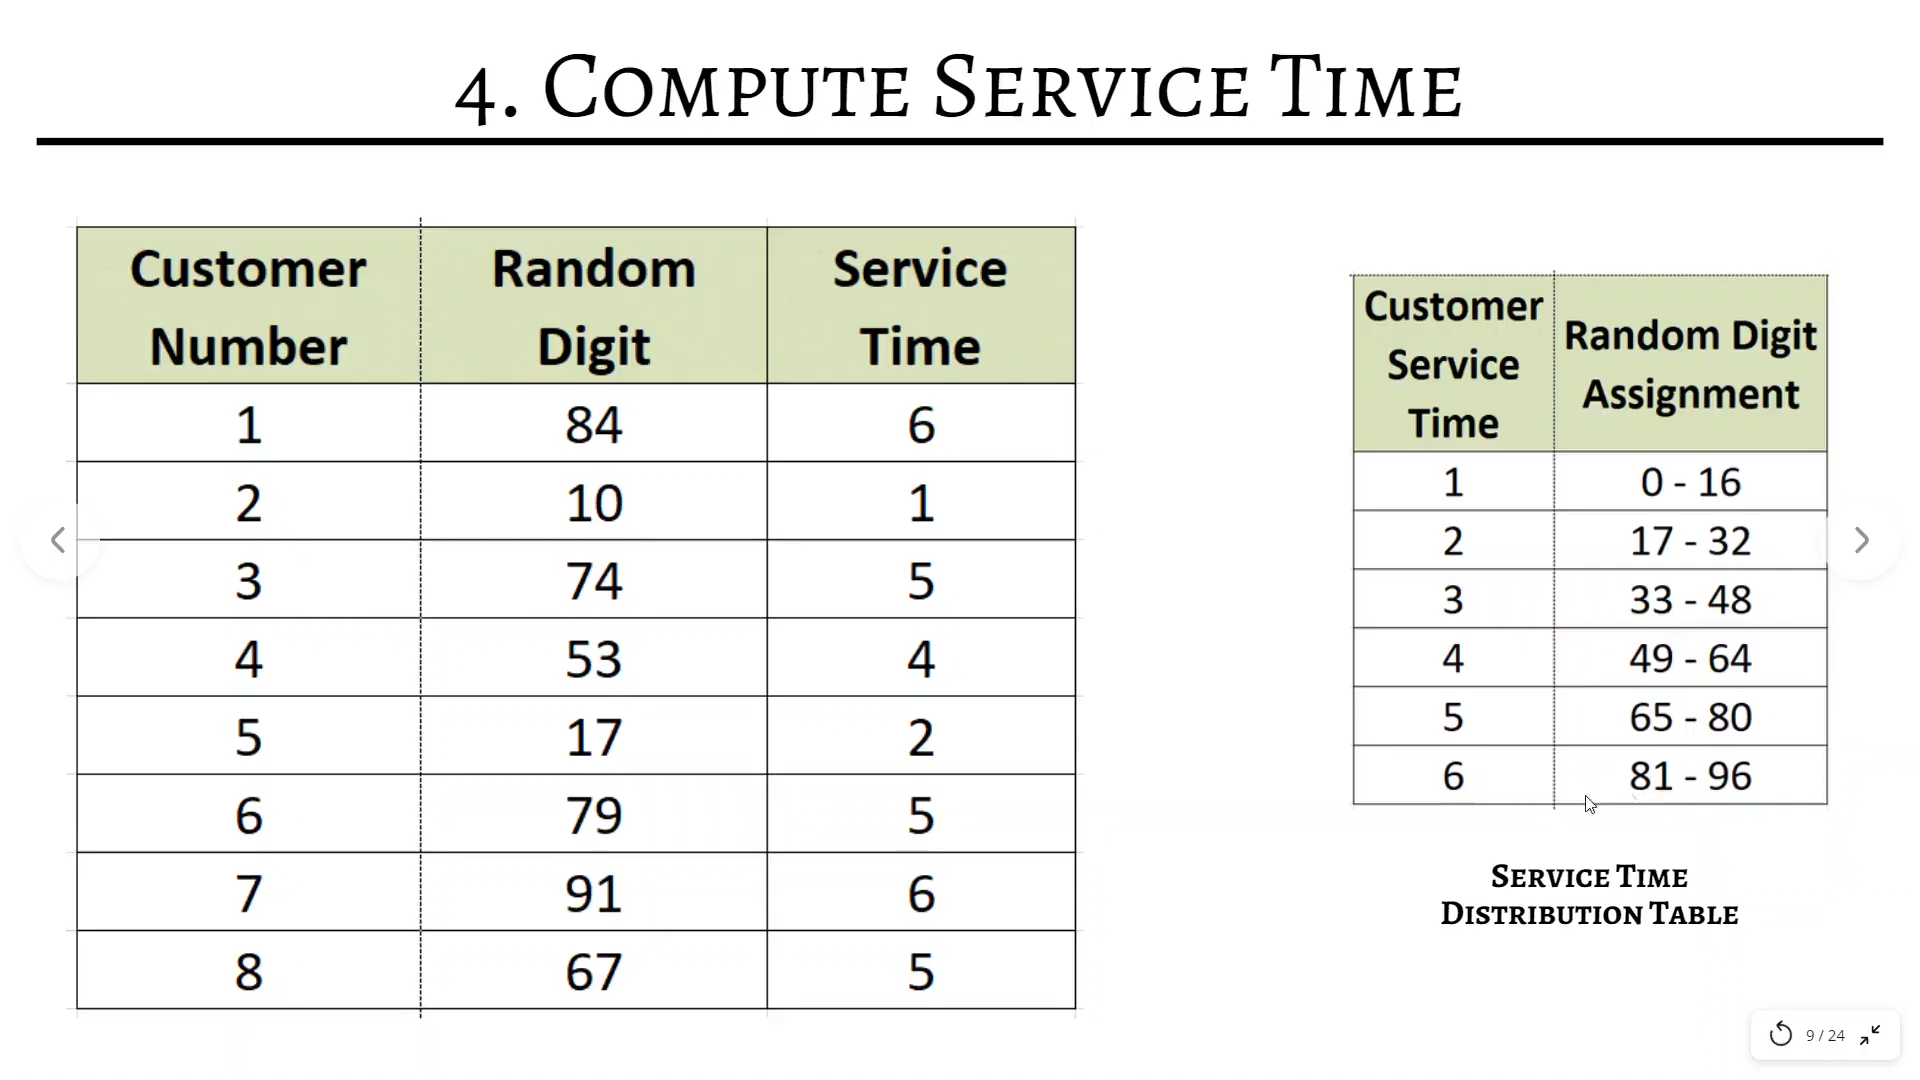 4. Compute Service Time
Customer Number Random Digit Service Time
1 84 6
2 10 1
3 74 5
4 53 4
5 17 2
6 79 5
7 91 6
8 67 5
Customer Service Time Random Digit Assignment
1 0 - 16
2 17 - 32
3 33 - 48
4 49 - 64
5 65 - 80
6 81 - 96
Service Time
Distribution Table
9 / 24